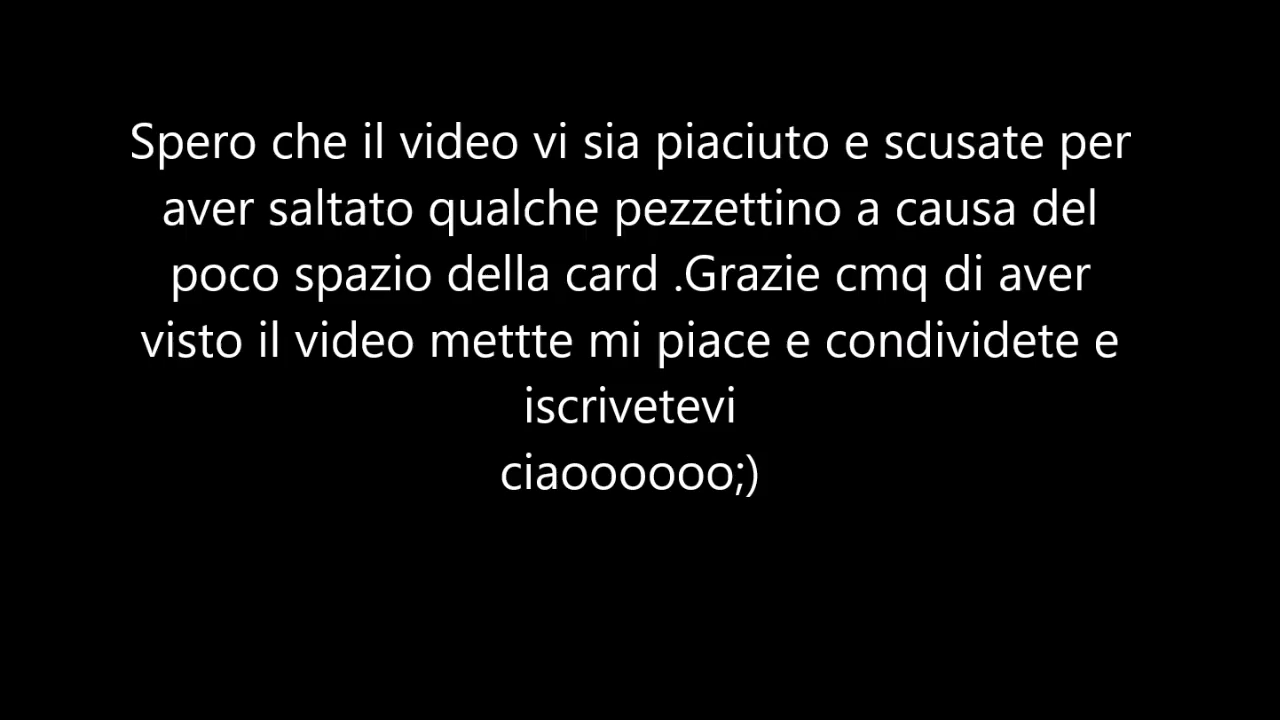 Spero che il video vi sia piaciuto e scusate per
aver saltato qualche pezzettino a causa del
poco spazio della card .Grazie cmq di aver
visto il video mettte mi piace e condividete e
iscrivetevi
ciaoooooo;)